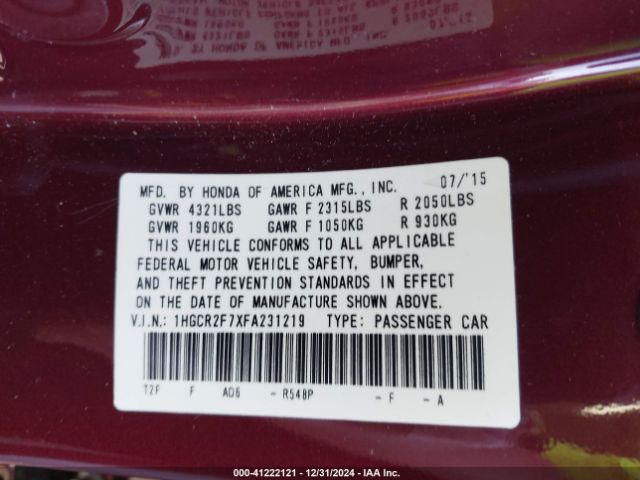 MFD. BY HONDA OF AMERICA MFG., INC. 07/'15
GVWR 4321LBS GAWR F 2315LBS R 2050LBS
GVWR 1960KG GAWR F 1050KG R 930KG
THIS VEHICLE CONFORMS TO ALL APPLICABLE
FEDERAL MOTOR VEHICLE SAFETY, BUMPER,
AND THEFT PREVENTION STANDARDS IN EFFECT
ON THE DATE OF MANUFACTURE SHOWN ABOVE.
V.I.N.: 1HGCR2F7XFA231219 TYPE: PASSENGER CAR
T2F F AD6 - R548P - F - A
000-41222121 - 12/31/2024 - IAA Inc.